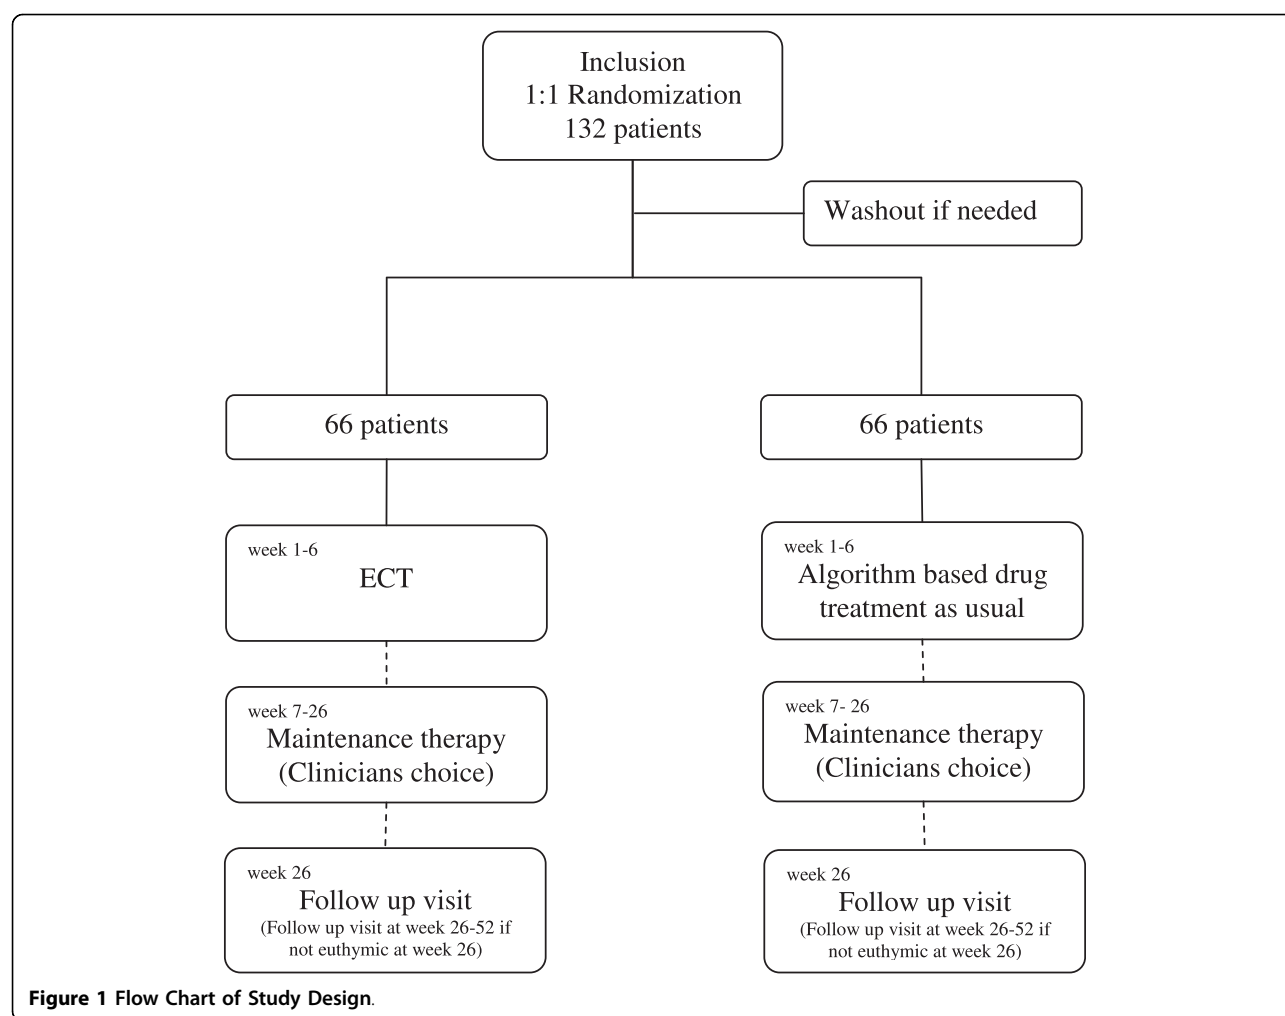 Inclusion
1:1 Randomization
132 patients
Washout if needed
66 patients
66 patients
week 1-6
ECT
week 1-6
Algorithm based drug
treatment as usual
week 7-26
Maintenance therapy
(Clinicians choice)
week 7- 26
Maintenance therapy
(Clinicians choice)
week 26
Follow up visit
(Follow up visit at week 26-52 if
not euthymic at week 26)
week 26
Follow up visit
(Follow up visit at week 26-52 if
not euthymic at week 26)
Figure 1 Flow Chart of Study Design.